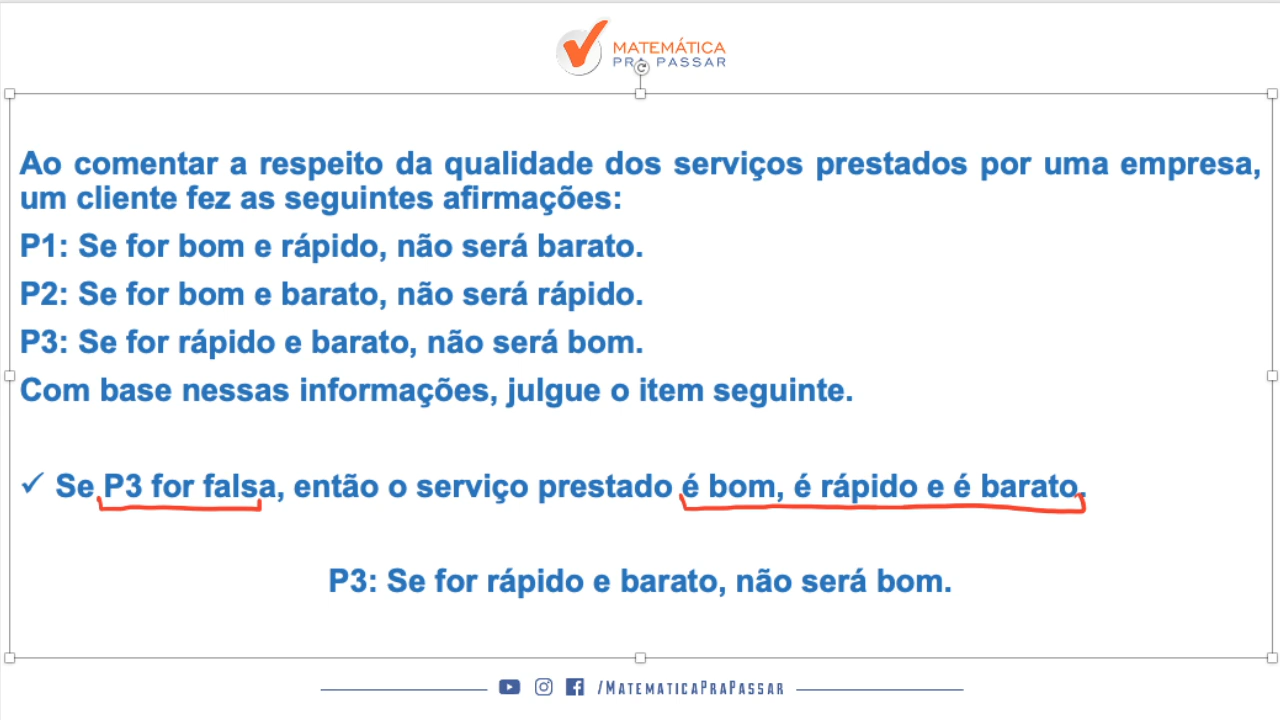 MATEMÁTICA
PRA PASSAR
Ao comentar a respeito da qualidade dos serviços prestados por uma empresa,
um cliente fez as seguintes afirmações:
P1: Se for bom e rápido, não será barato.
P2: Se for bom e barato, não será rápido.
P3: Se for rápido e barato, não será bom.
Com base nessas informações, julgue o item seguinte.
✓ Se P3 for falsa, então o serviço prestado é bom, é rápido e é barato.
P3: Se for rápido e barato, não será bom.
/MATEMATICAPRAPASSAR